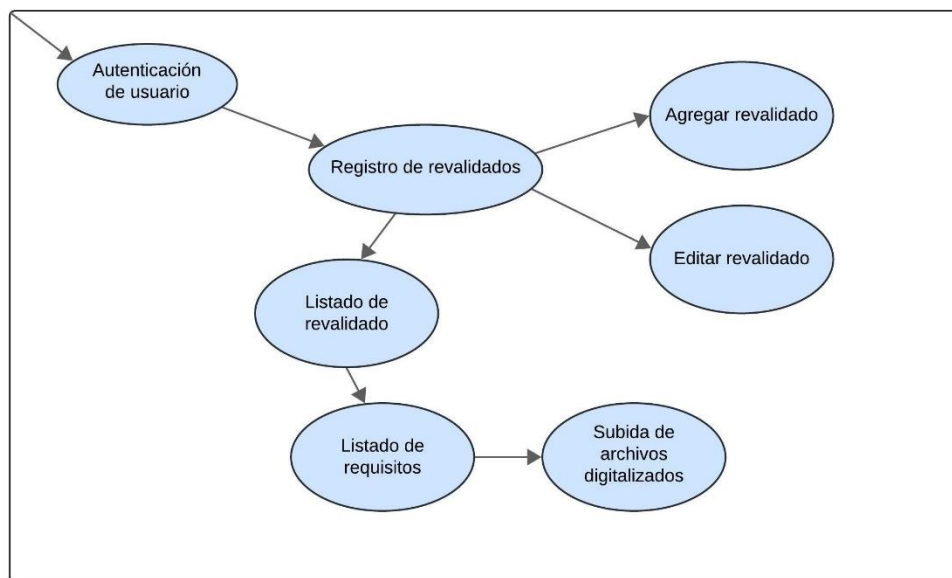 Autenticación
de usuario
Agregar revalidado
Registro de revalidados
Editar revalidado
Listado de
revalidado
Listado de
requisitos
Subida de
archivos
digitalizados